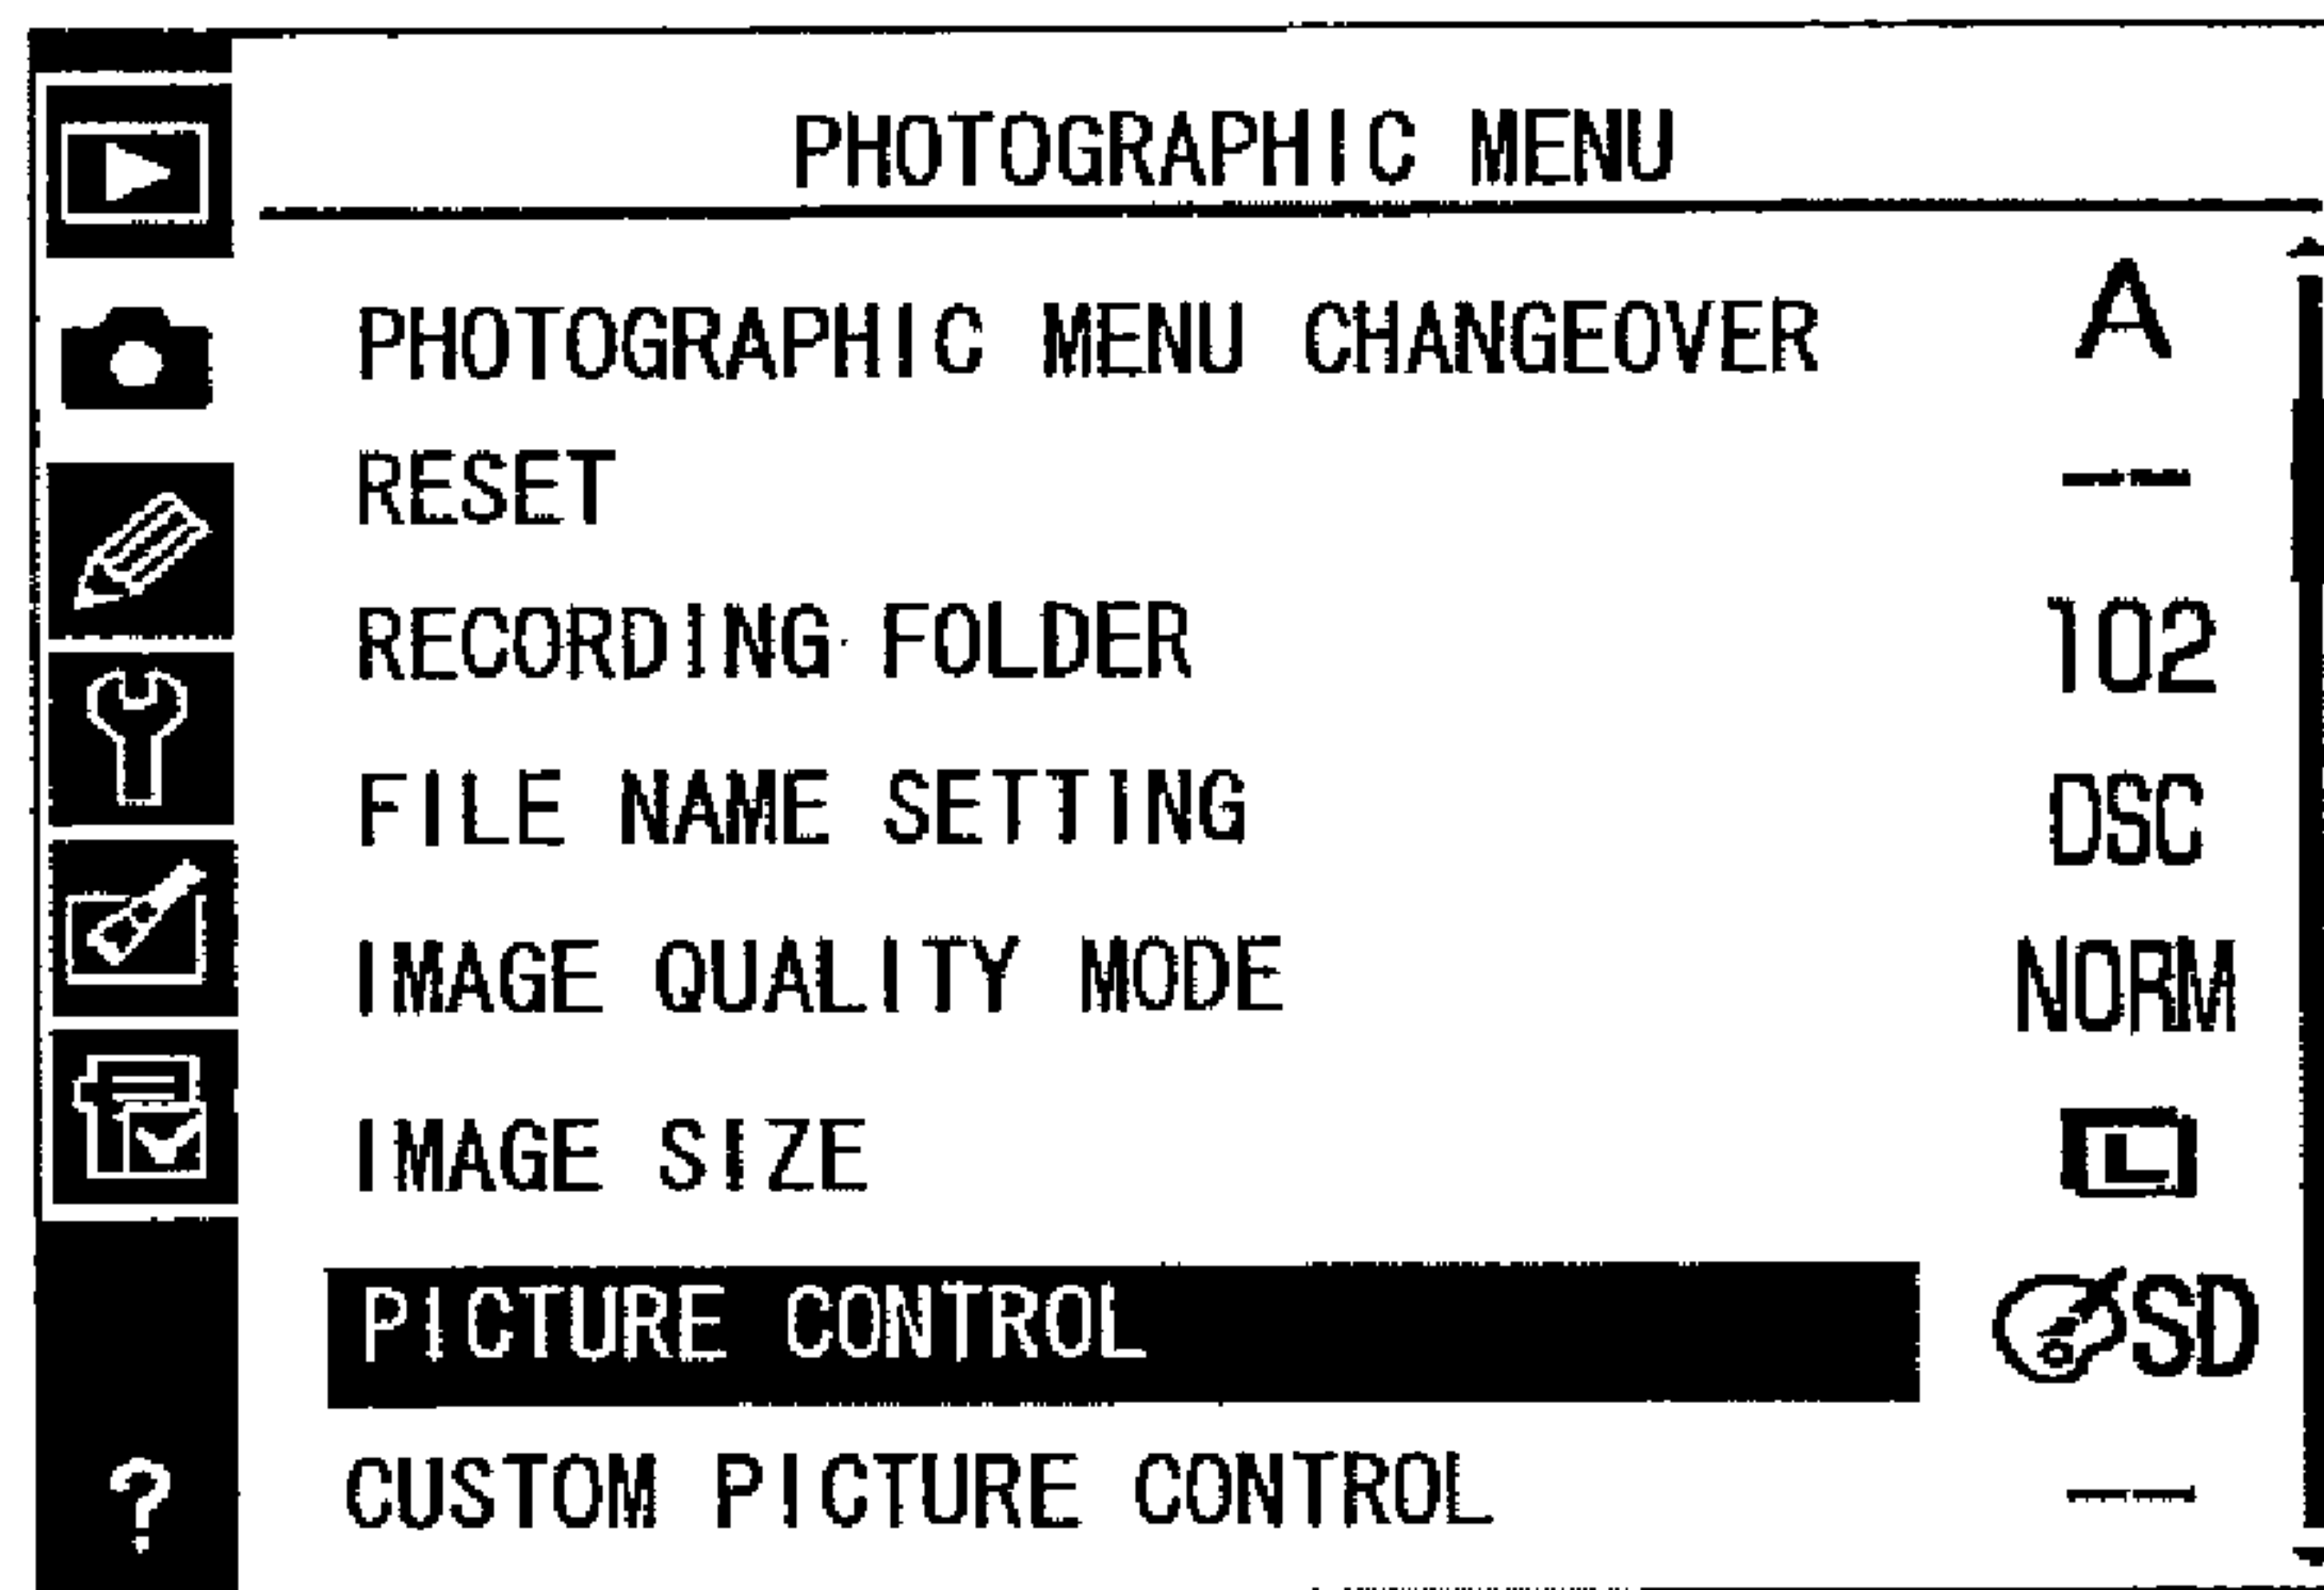 PHOTOGRAPHIC MENU
PHOTOGRAPHIC MENU CHANGEOVER A
RESET --
RECORDING FOLDER 102
FILE NAME SETTING DSC
IMAGE QUALITY MODE NORM
IMAGE SIZE L
PICTURE CONTROL SD
CUSTOM PICTURE CONTROL --
?